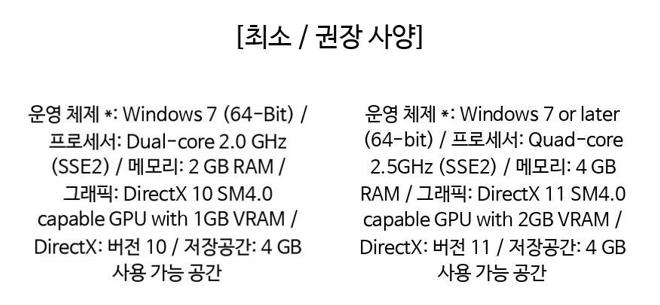 [최소 / 권장 사양]
운영 체제 *: Windows 7 (64-Bit) /
프로세서: Dual-core 2.0 GHz
(SSE2) / 메모리: 2 GB RAM /
그래픽: DirectX 10 SM4.0
capable GPU with 1GB VRAM /
DirectX: 버전 10 / 저장공간: 4 GB
사용 가능 공간
운영 체제 *: Windows 7 or later
(64-bit) / 프로세서: Quad-core
2.5GHz (SSE2) / 메모리: 4 GB
RAM / 그래픽: DirectX 11 SM4.0
capable GPU with 2GB VRAM /
DirectX: 버전 11 / 저장공간: 4 GB
사용 가능 공간